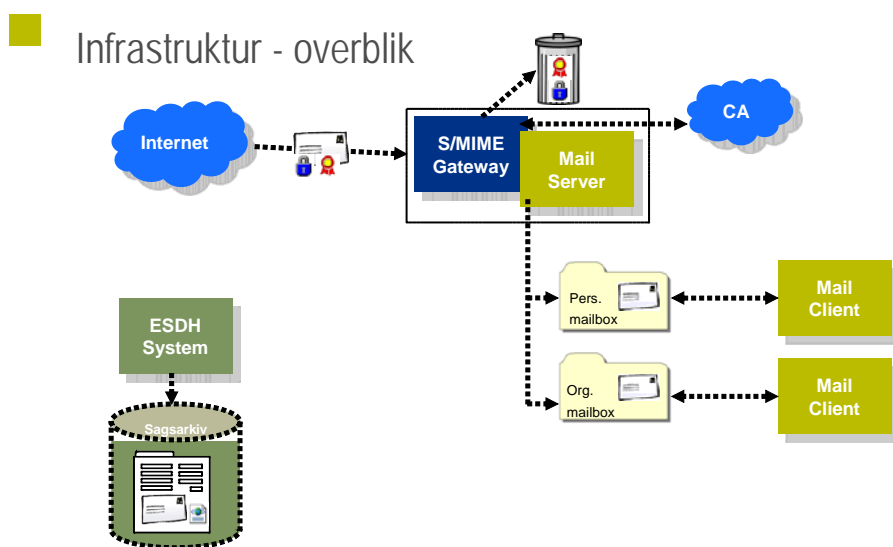 Infrastruktur - overblik
Internet
S/MIME
Gateway
Mail
Server
CA
Pers.
mailbox
Mail
Client
ESDH
System
Org.
mailbox
Mail
Client
Sagsarkiv